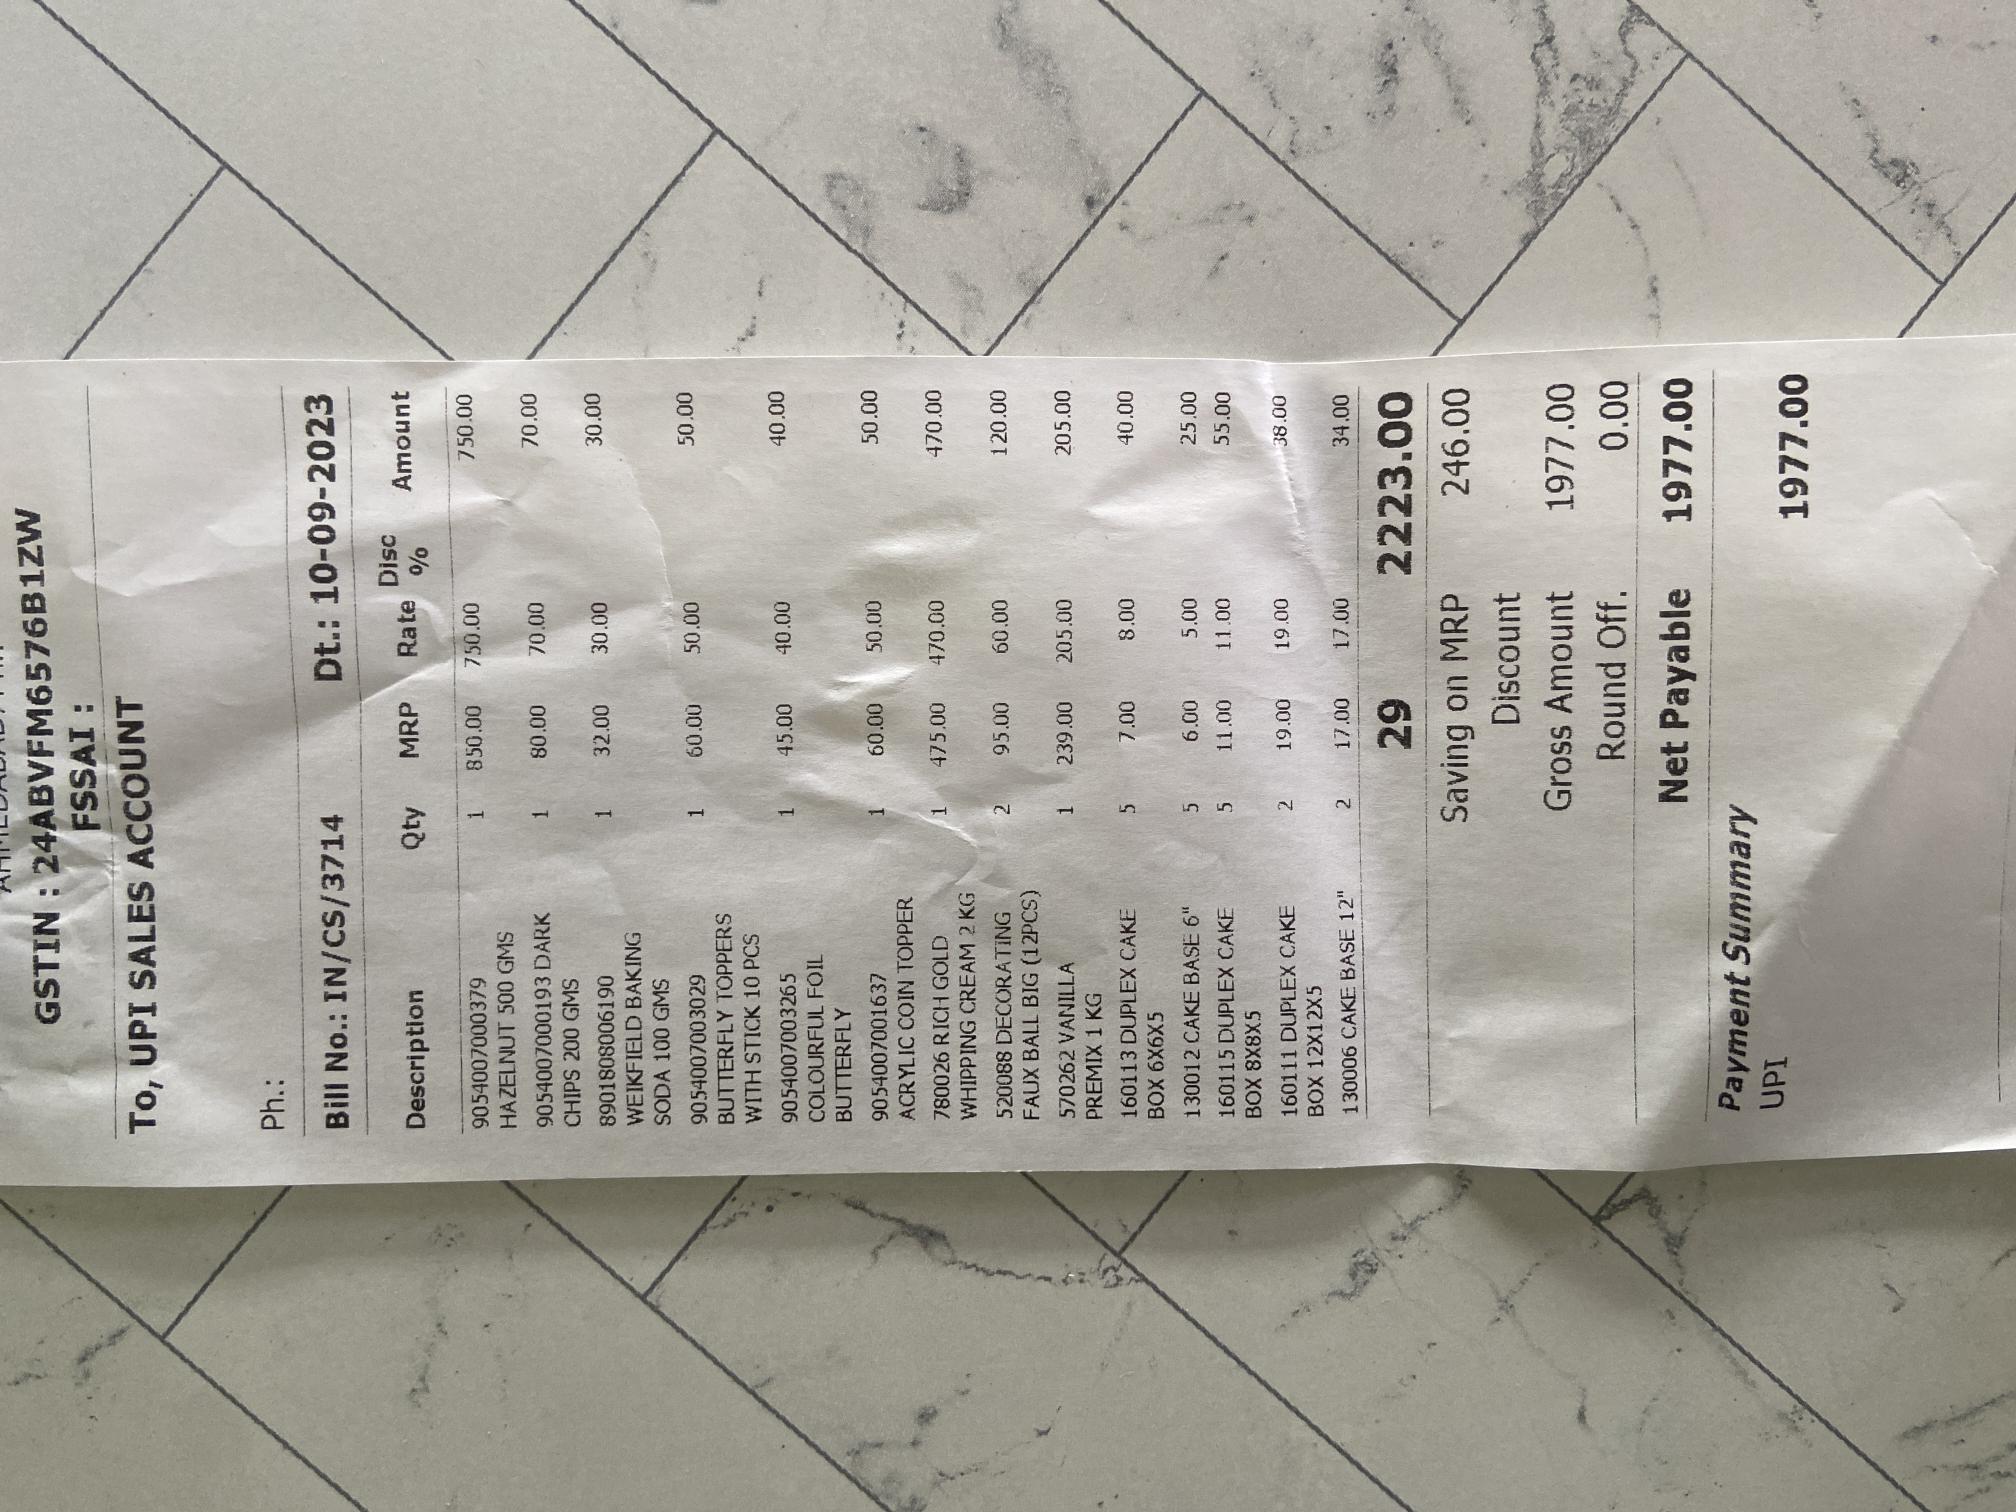 GSTIN : 24ABVFM6576B1ZW
FSSAI :
To, UPI SALES ACCOUNT
Ph.:
Bill No.: IN/CS/3714 Dt.: 10-09-2023
Description Qty MRP Rate Disc % Amount
9054007000379 1 850.00 750.00 750.00
HAZELNUT 500 GMS
9054007000193 DARK 1 80.00 70.00 70.00
CHIPS 200 GMS
8901808006190 1 32.00 30.00 30.00
WEIKFIELD BAKING
SODA 100 GMS
9054007003029 1 60.00 50.00 50.00
BUTTERFLY TOPPERS
WITH STICK 10 PCS
9054007003265 1 45.00 40.00 40.00
COLOURFUL FOIL
BUTTERFLY
9054007001637 1 60.00 50.00 50.00
ACRYLIC COIN TOPPER
780026 RICH GOLD 1 475.00 470.00 470.00
WHIPPING CREAM 2 KG
520088 DECORATING 2 95.00 60.00 120.00
FAUX BALL BIG (12PCS)
570262 VANILLA 1 239.00 205.00 205.00
PREMIX 1 KG
160113 DUPLEX CAKE 5 7.00 8.00 40.00
BOX 6X6X5
130012 CAKE BASE 6" 5 6.00 5.00 25.00
160115 DUPLEX CAKE 5 11.00 11.00 55.00
BOX 8X8X5
160111 DUPLEX CAKE 2 19.00 19.00 38.00
BOX 12X12X5
130006 CAKE BASE 12" 2 17.00 17.00 34.00
29 2223.00
Saving on MRP 246.00
Discount
Gross Amount 1977.00
Round Off. 0.00
Net Payable 1977.00
Payment Summary
UPI 1977.00